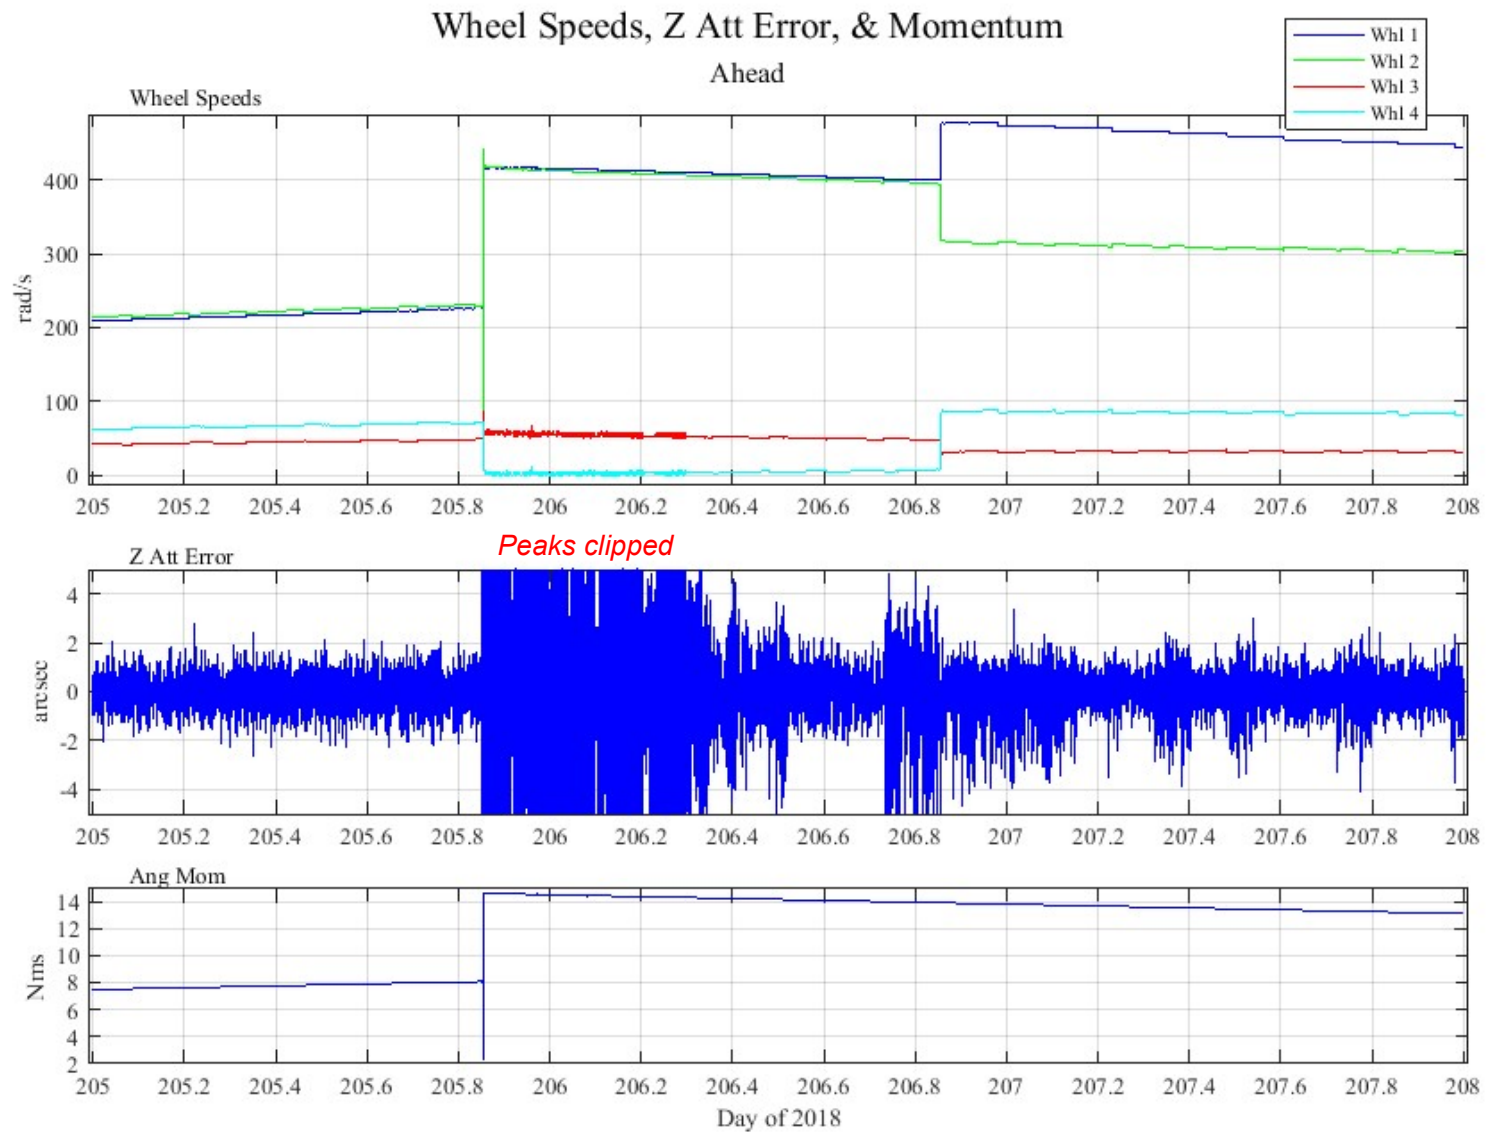 Wheel Speeds, Z Att Error, & Momentum
Ahead
Whl 1
Whl 2
Whl 3
Whl 4
Wheel Speeds
rad/s
400
300
200
100
0
205 205.2 205.4 205.6 205.8 206 206.2 206.4 206.6 206.8 207 207.2 207.4 207.6 207.8 208
Peaks clipped
Z Att Error
arcsec
4
2
0
-2
-4
205 205.2 205.4 205.6 205.8 206 206.2 206.4 206.6 206.8 207 207.2 207.4 207.6 207.8 208
Ang Mom
Nms
14
12
10
8
6
4
2
205 205.2 205.4 205.6 205.8 206 206.2 206.4 206.6 206.8 207 207.2 207.4 207.6 207.8 208
Day of 2018